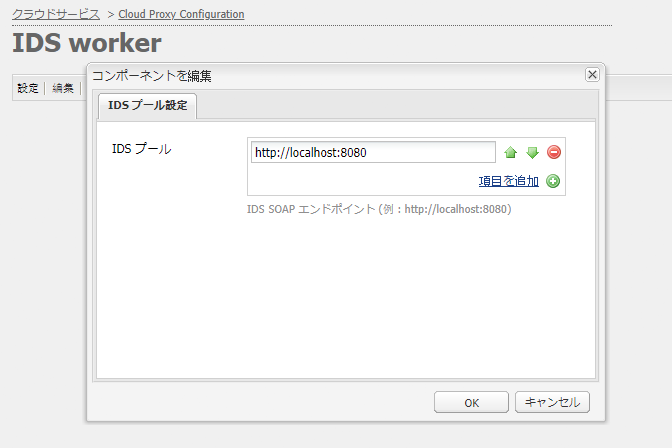 クラウドサービス > Cloud Proxy Configuration
IDS worker
設定 編集
コンポーネントを編集
IDS プール設定
IDS プール
http://localhost:8080
項目を追加
IDS SOAP エンドポイント (例 : http://localhost:8080)
OK キャンセル